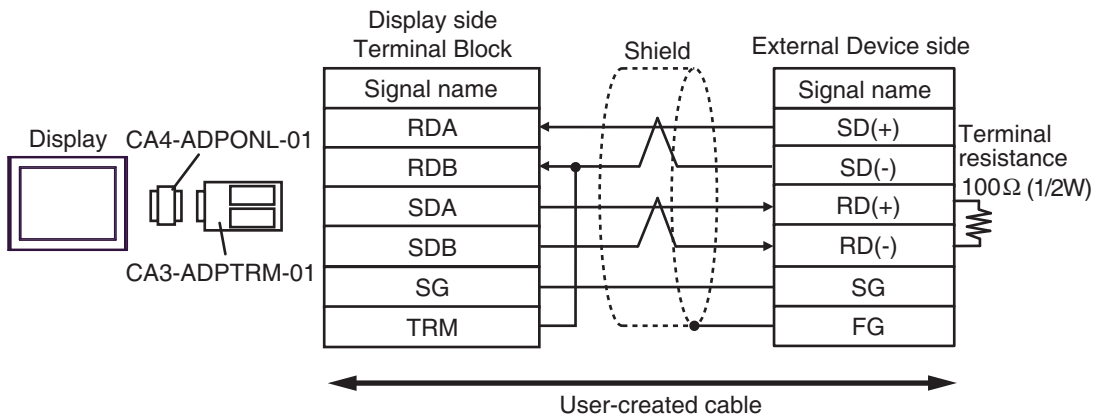 Display side
Terminal Block
Shield
External Device side
Signal name
Signal name
Display
CA4-ADPONL-01
CA3-ADPTRM-01
RDA
SD(+)
RDB
SD(-)
SDA
RD(+)
SDB
RD(-)
SG
SG
TRM
FG
Terminal
resistance
100Ω (1/2W)
User-created cable